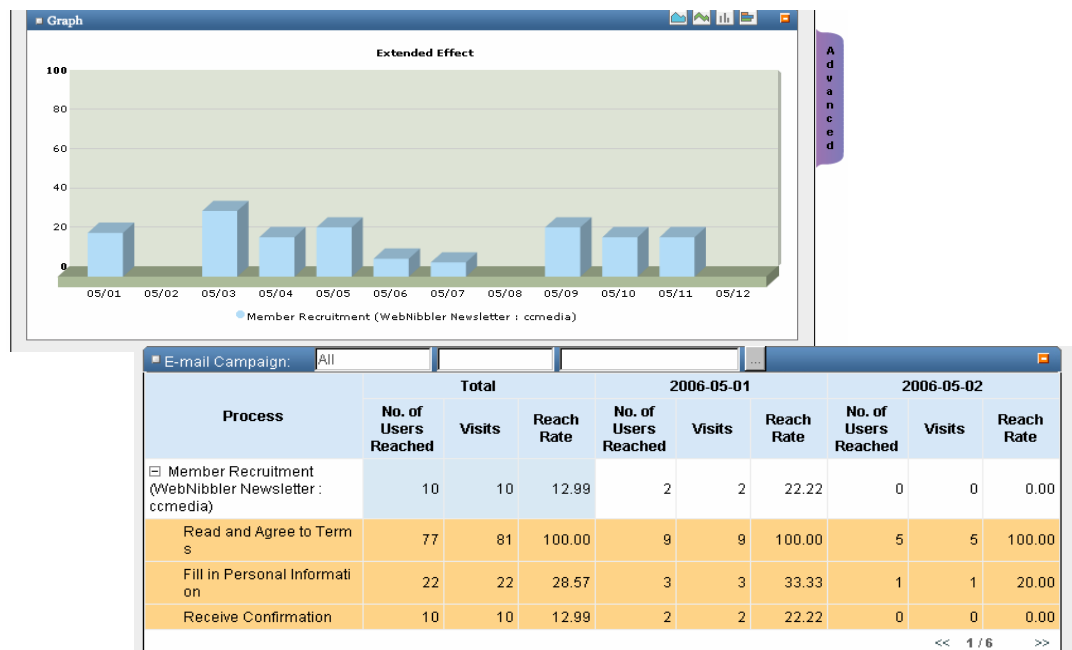 Graph
Extended Effect
100
80
60
40
20
0
05/01 05/02 05/03 05/04 05/05 05/06 05/07 05/08 05/09 05/10 05/11 05/12
Member Recruitment (WebNibbler Newsletter : ccmedia)
Advanced
E-mail Campaign: All ...
Total 2006-05-01 2006-05-02
Process No. of Users Reached Visits Reach Rate No. of Users Reached Visits Reach Rate No. of Users Reached Visits Reach Rate
Member Recruitment
(WebNibbler Newsletter : 10 10 12.99 2 2 22.22 0 0 0.00
ccmedia)
Read and Agree to Term
s 77 81 100.00 9 9 100.00 5 5 100.00
Fill in Personal Informati
on 22 22 28.57 3 3 33.33 1 1 20.00
Receive Confirmation 10 10 12.99 2 2 22.22 0 0 0.00
<< 1 / 6 >>